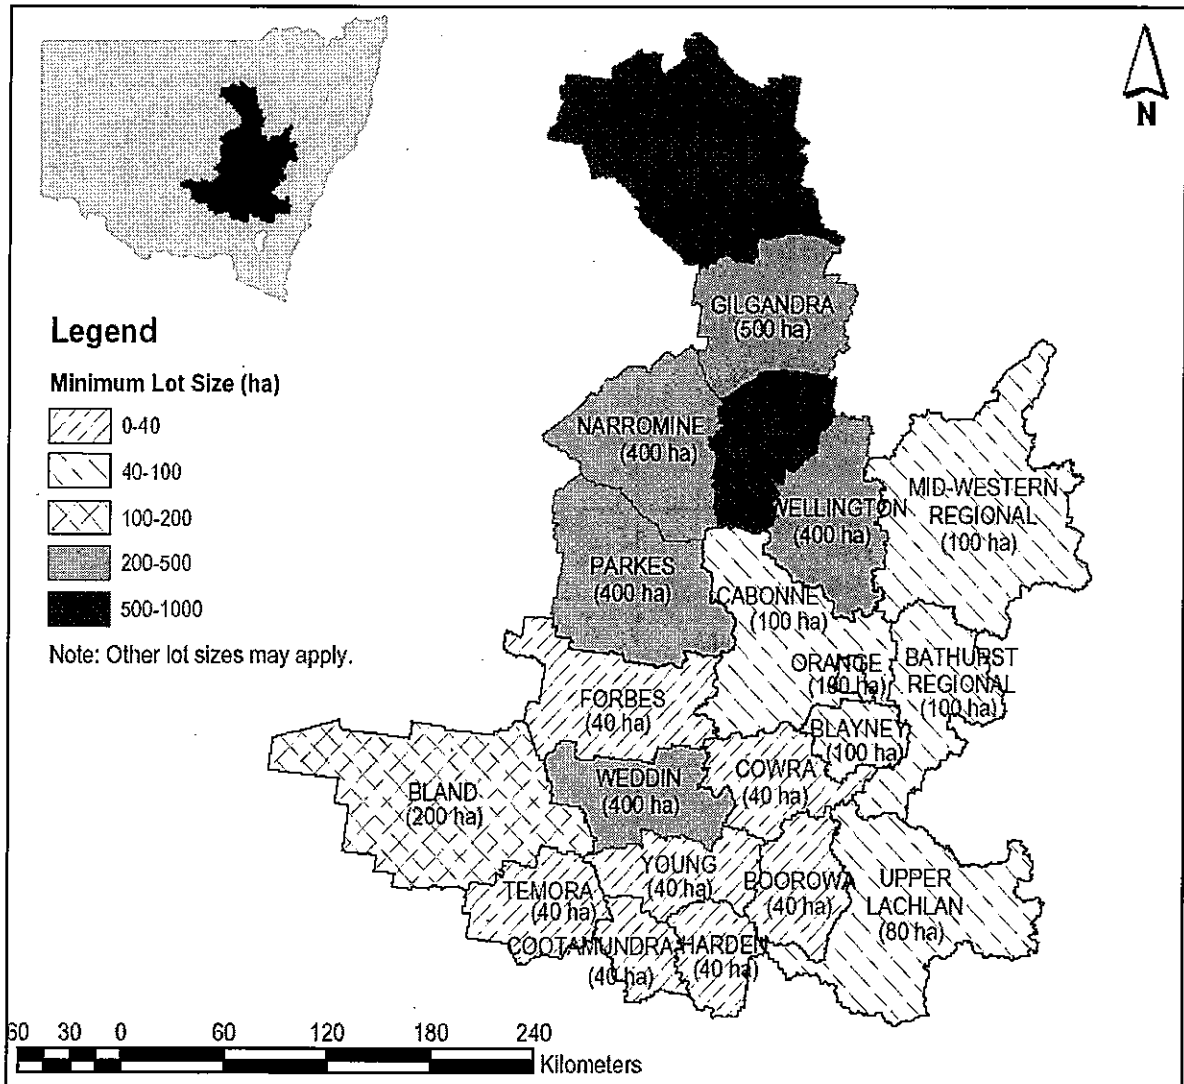 N
Legend
Minimum Lot Size (ha)
0-40
40-100
100-200
200-500
500-1000
Note: Other lot sizes may apply.
GILGANDRA
(500 ha)
NARROMINE
(400 ha)
WELLINGTON
(400 ha)
MID-WESTERN
REGIONAL
(100 ha)
PARKES
(400 ha)
CABONNE
(100 ha)
ORANGE
(100 ha)
BATHURST
REGIONAL
(100 ha)
FORBES
(40 ha)
BLAYNEY
(100 ha)
WEDDIN
(400 ha)
COWRA
(40 ha)
BLAND
(200 ha)
YOUNG
(40 ha)
BOOROWA
(40 ha)
UPPER
LACHLAN
(80 ha)
TEMORA
(40 ha)
COOTAMUNDRA
(40 ha)
HARDEN
(40 ha)
60 30 0 60 120 180 240
Kilometers